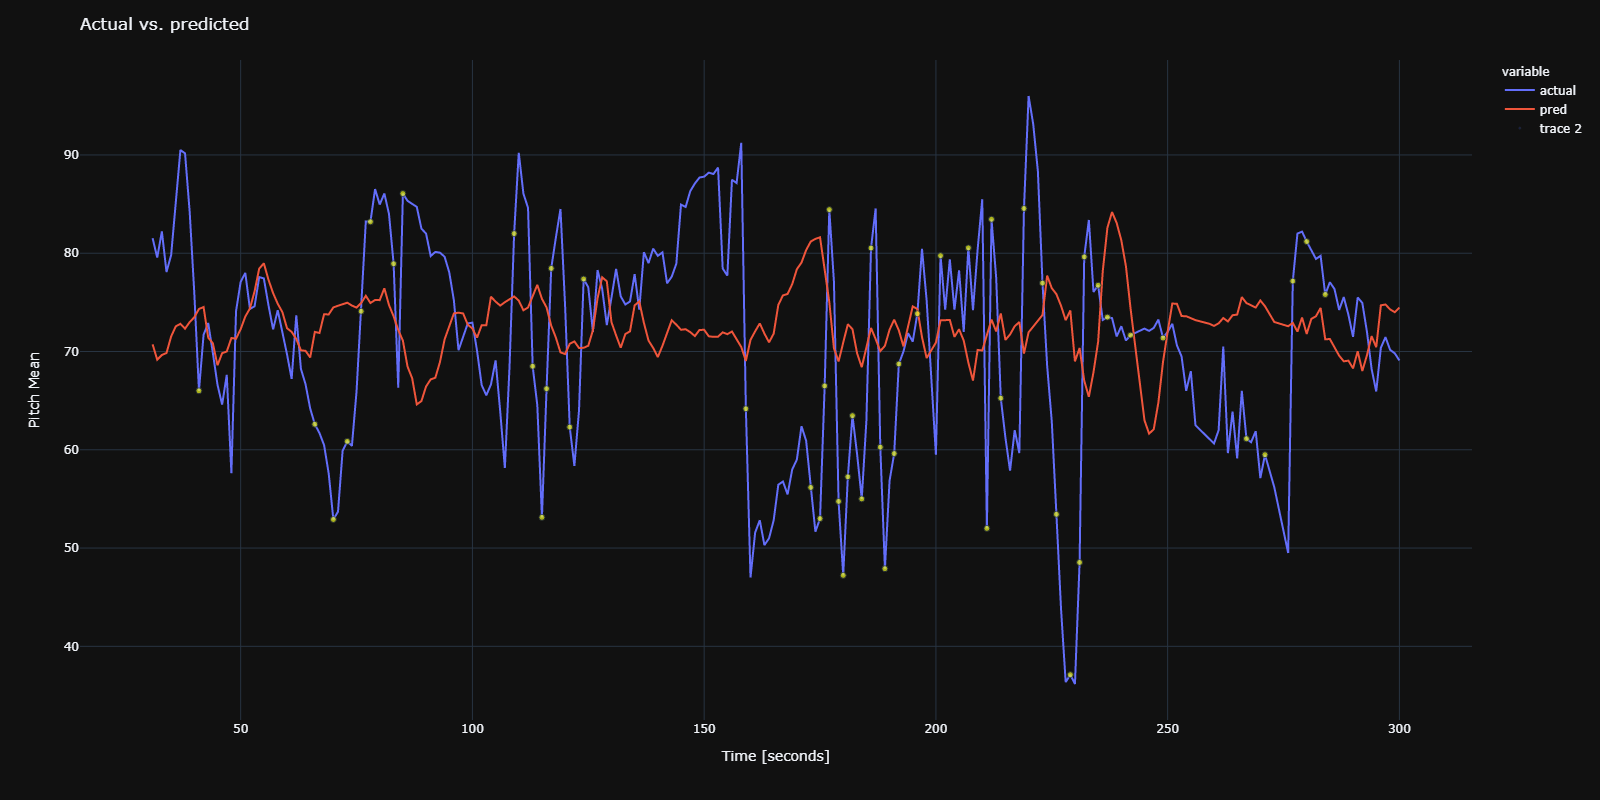 Actual vs. predicted
variable
actual
pred
trace 2
90
80
70
60
50
40
Pitch Mean
50
100
150
200
250
300
Time [seconds]